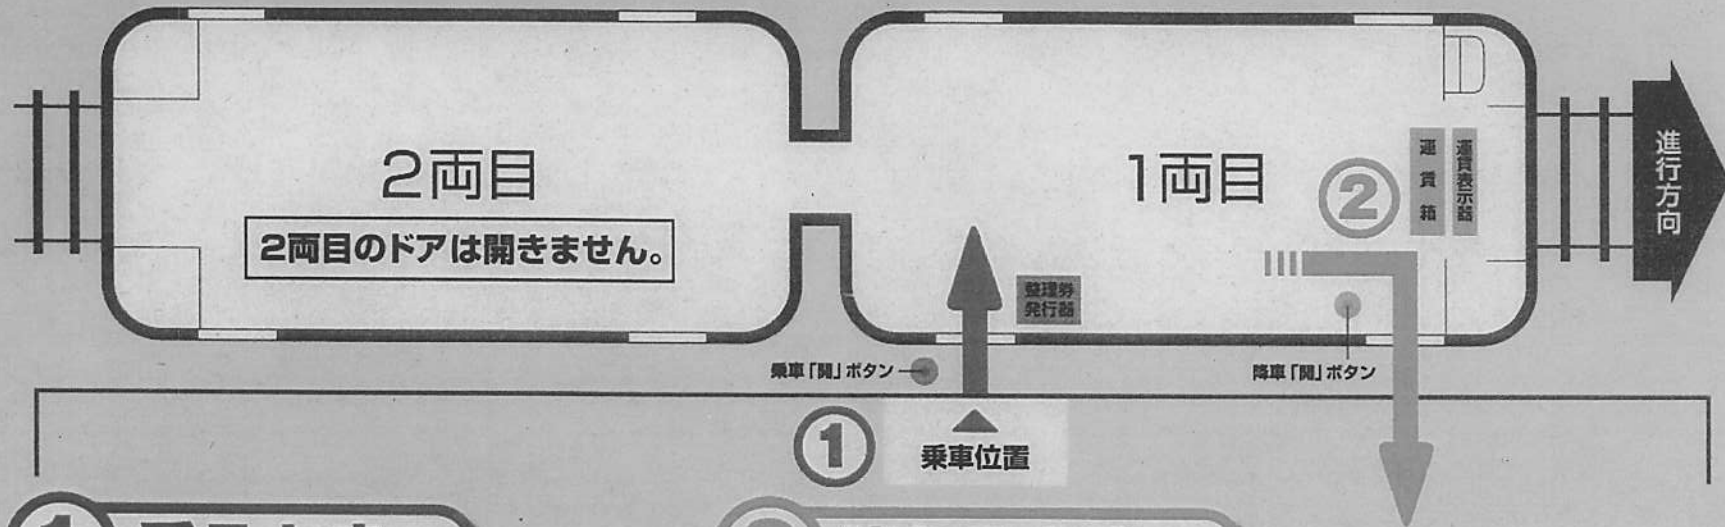 2両目
2両目のドアは開きません。
1両目
②
運賃箱
運賃表示器
進行方向
整理券
発行器
乗車「開」ボタン
降車「開」ボタン
①
乗車位置